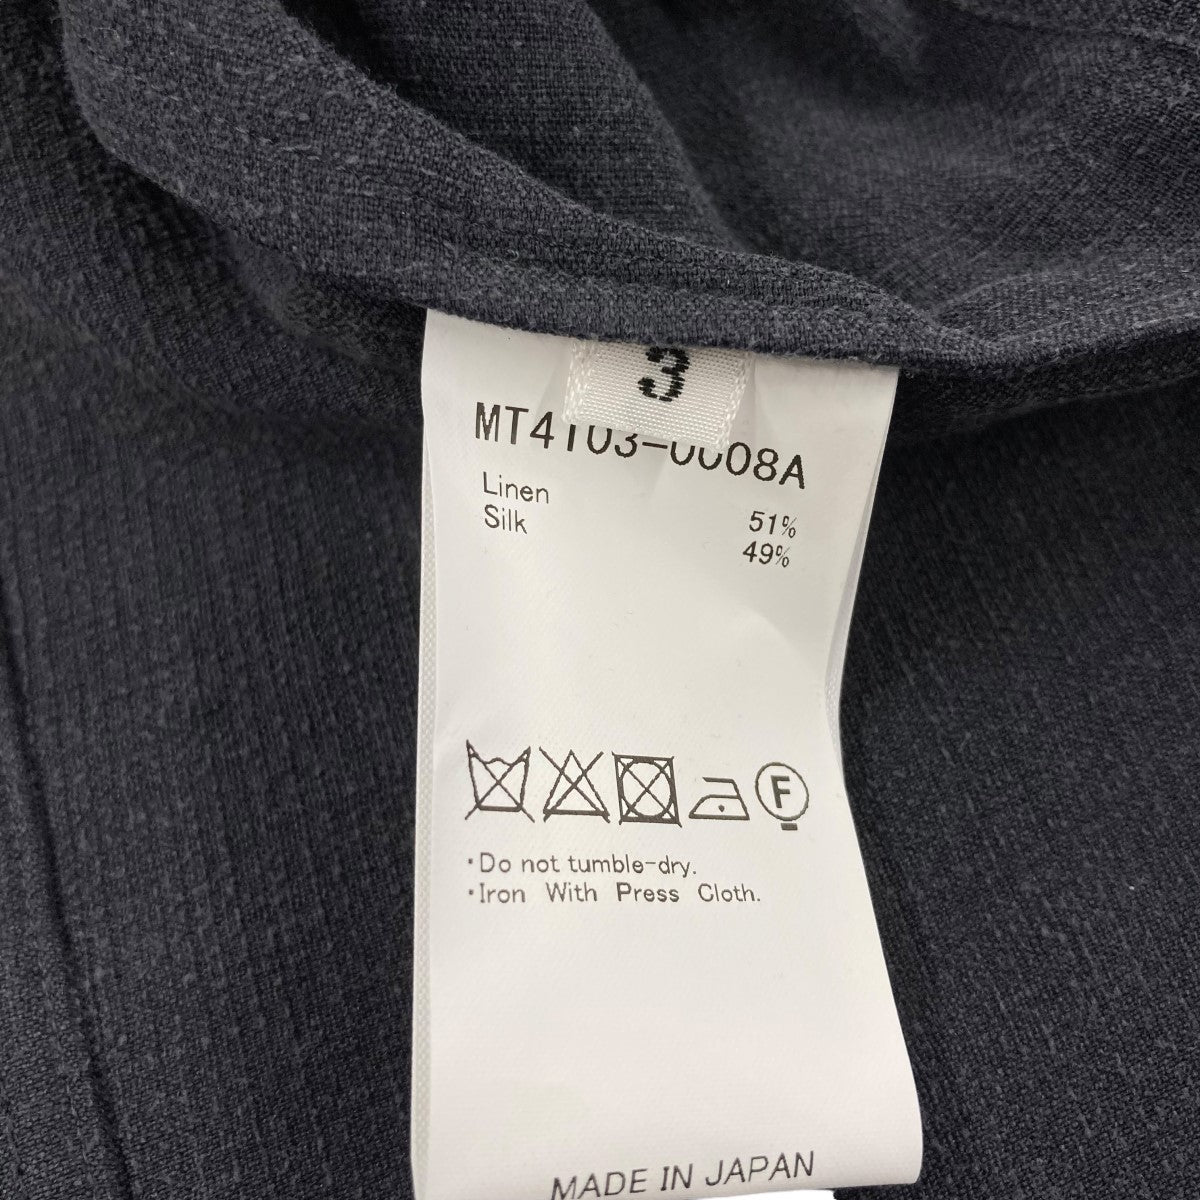 3
MT4103-0008A
Linen 51%
Silk 49%
F
·Do not tumble-dry.
·Iron With Press Cloth.
MADE IN JAPAN